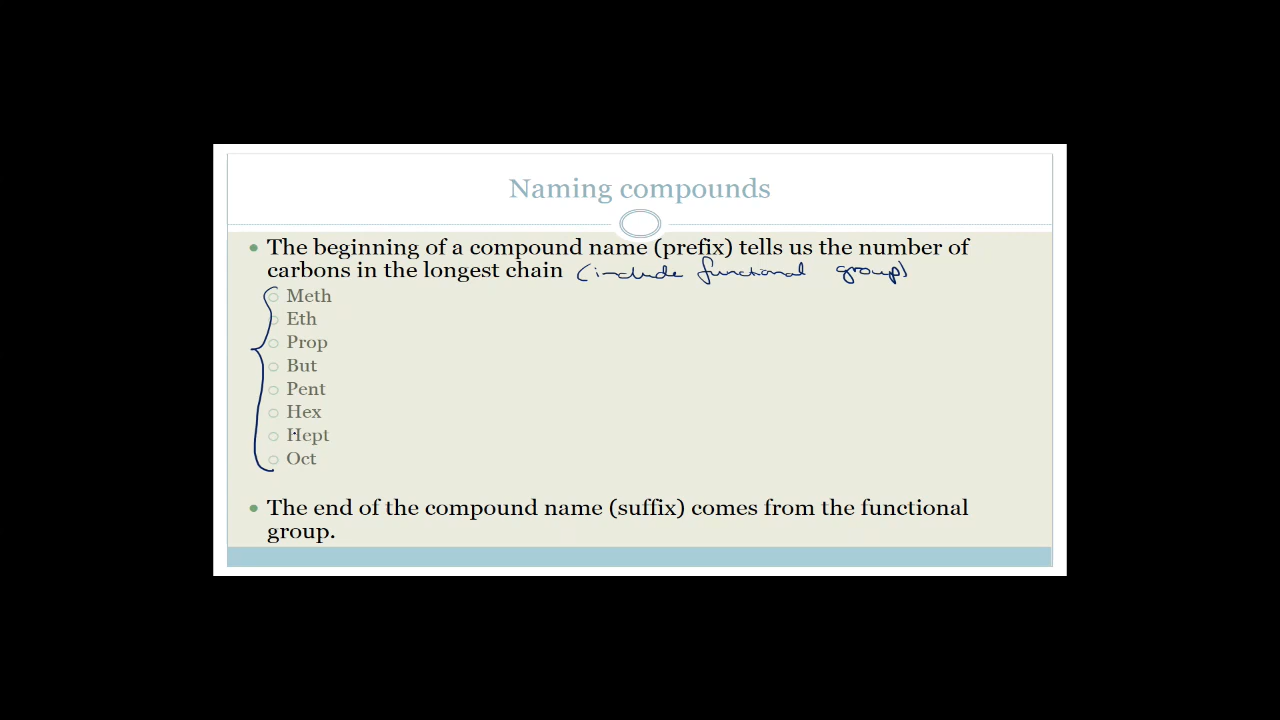 Naming compounds
• The beginning of a compound name (prefix) tells us the number of
carbons in the longest chain (include functional group)
○ Meth
○ Eth
○ Prop
○ But
○ Pent
○ Hex
○ Hept
○ Oct
• The end of the compound name (suffix) comes from the functional
group.